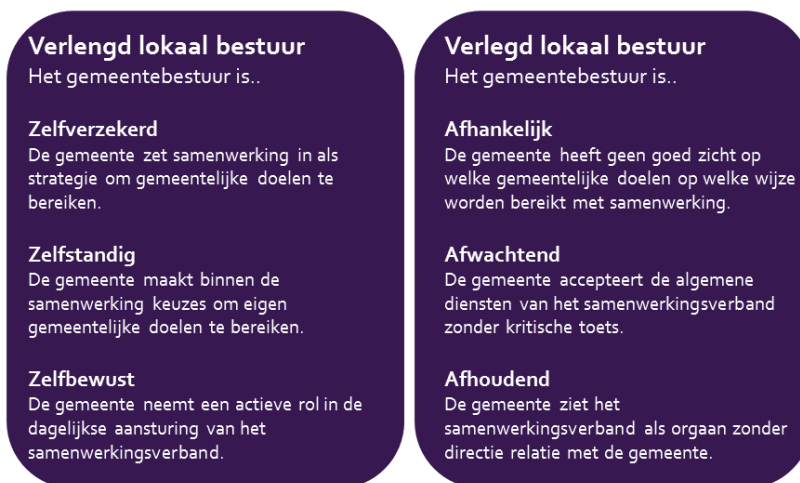 Verlengd lokaal bestuur
Het gemeentebestuur is..
Zelfverzekerd
De gemeente zet samenwerking in als
strategie om gemeentelijke doelen te
bereiken.
Zelfstandig
De gemeente maakt binnen de
samenwerking keuzes om eigen
gemeentelijke doelen te bereiken.
Zelfbewust
De gemeente neemt een actieve rol in de
dagelijkse aansturing van het
samenwerkingsverband.
Verlegd lokaal bestuur
Het gemeentebestuur is..
Afhankelijk
De gemeente heeft geen goed zicht op
welke gemeentelijke doelen op welke wijze
worden bereikt met samenwerking.
Afwachtend
De gemeente accepteert de algemene
diensten van het samenwerkingsverband
zonder kritische toets.
Afhoudend
De gemeente ziet het
samenwerkingsverband als orgaan zonder
directie relatie met de gemeente.